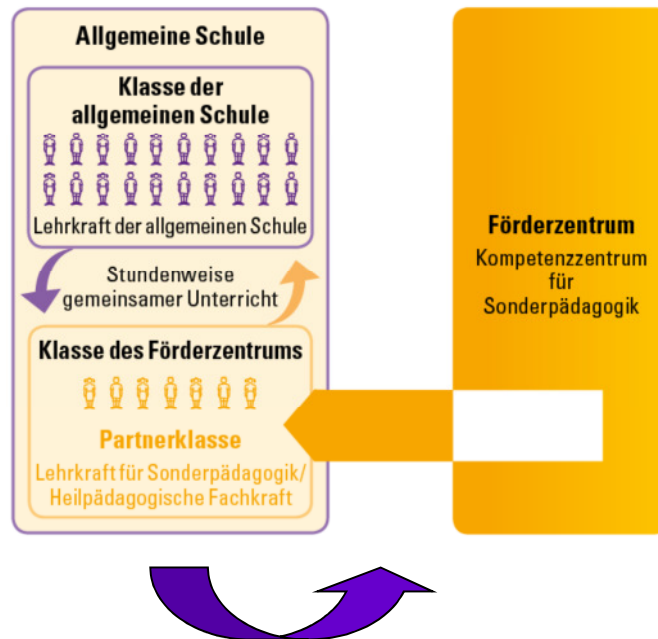 Allgemeine Schule
Klasse der
allgemeinen Schule
Lehrkraft der allgemeinen Schule
Stundenweise
gemeinsamer Unterricht
Klasse des Förderzentrums
Partnerklasse
Lehrkraft für Sonderpädagogik/
Heilpädagogische Fachkraft
Förderzentrum
Kompetenzzentrum
für
Sonderpädagogik